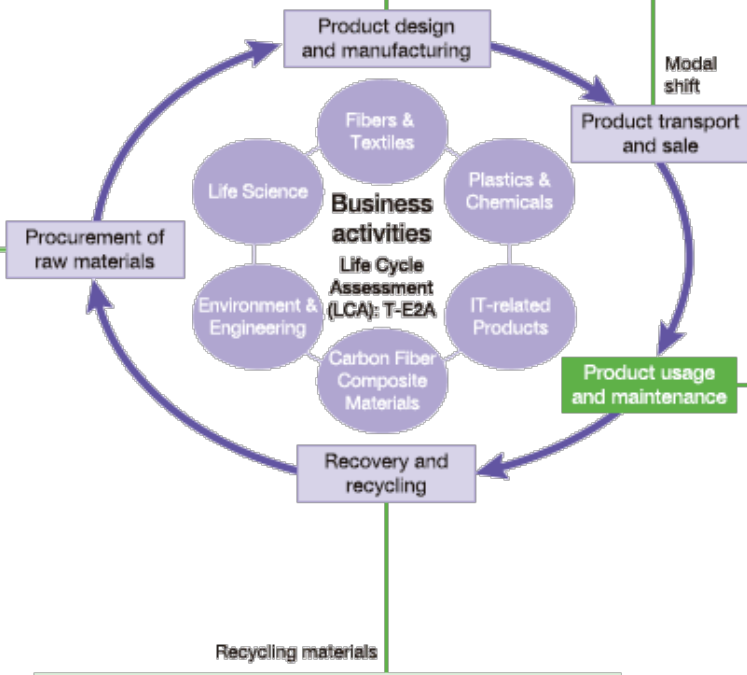 Product design
and manufacturing
Modal
shift
Product transport
and sale
Fibers &
Textiles
Life Science
Plastics &
Chemicals
Business
activities
Life Cycle
Assessment
(LCA): T-E2A
Procurement of
raw materials
Environment &
Engineering
IT-related
Products
Carbon Fiber
Composite
Materials
Product usage
and maintenance
Recovery and
recycling
Recycling materials